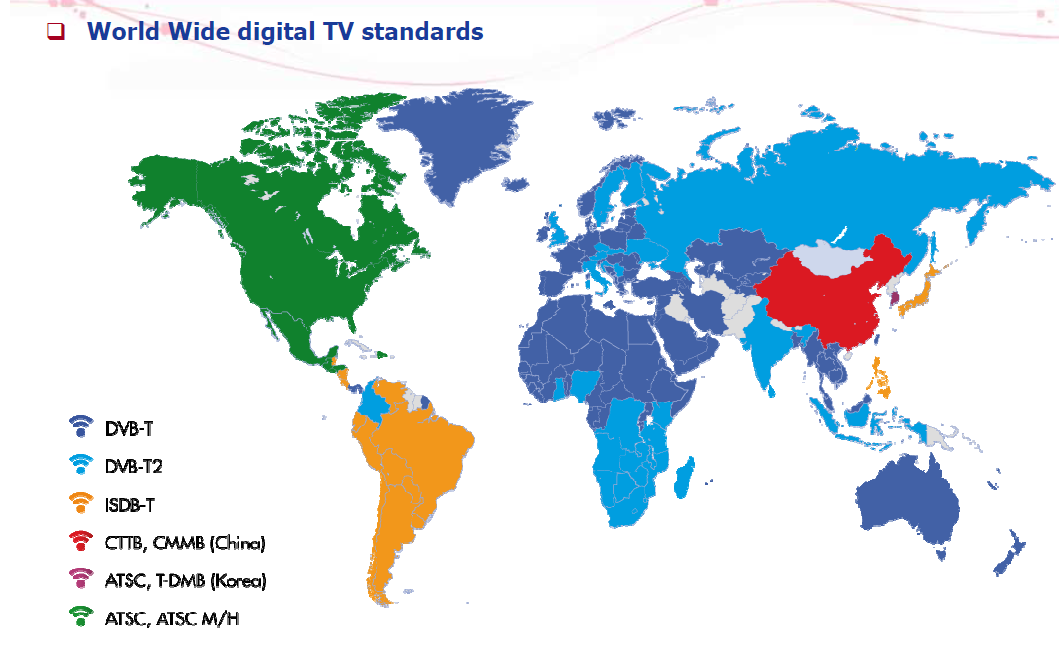 World Wide digital TV standards
DVB-T
DVB-T2
ISDB-T
CTTB, CMMB (China)
ATSC, T-DMB (Korea)
ATSC, ATSC M/H